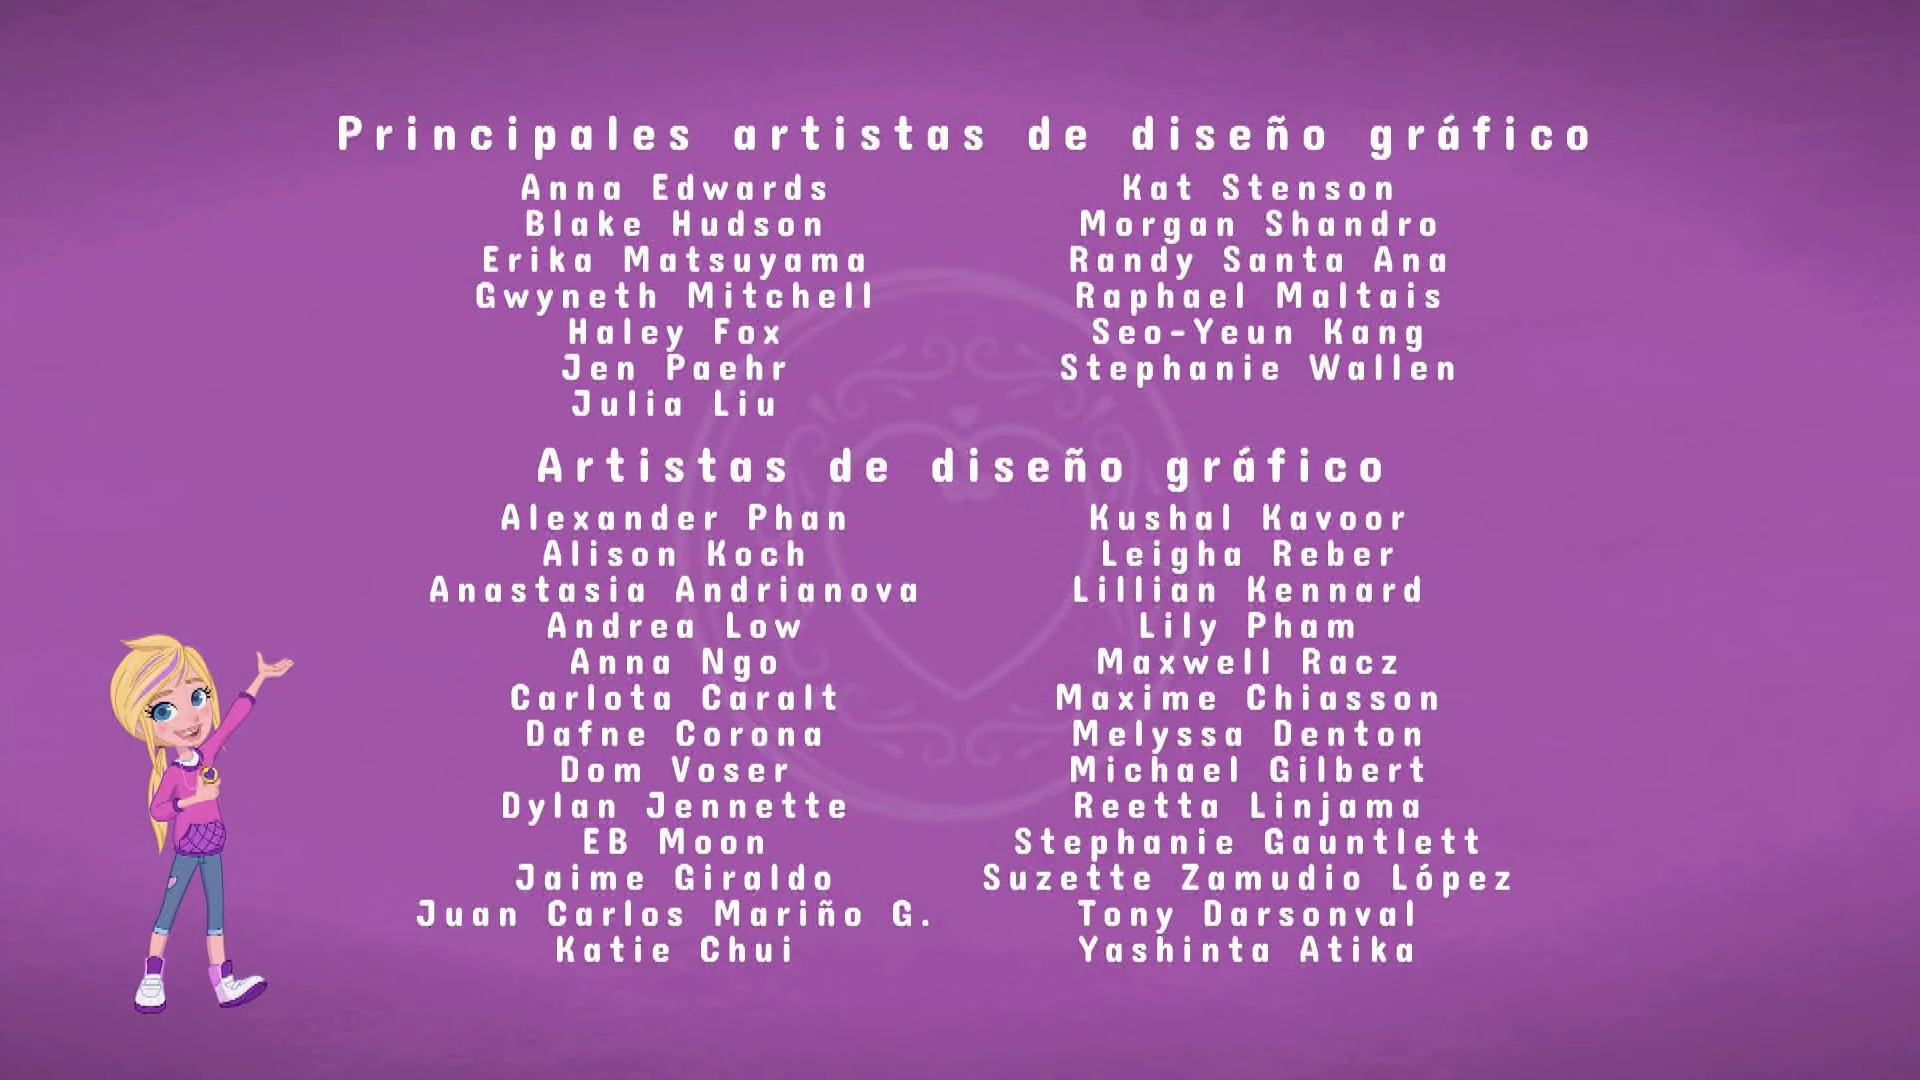 Principales artistas de diseño gráfico
Anna Edwards
Blake Hudson
Erika Matsuyama
Gwyneth Mitchell
Haley Fox
Jen Paehr
Julia Liu
Kat Stenson
Morgan Shandro
Randy Santa Ana
Raphael Maltais
Seo-Yeun Kang
Stephanie Wallen
Artistas de diseño gráfico
Alexander Phan
Alison Koch
Anastasia Andrianova
Andrea Low
Anna Ngo
Carlota Caralt
Dafne Corona
Dom Voser
Dylan Jennette
EB Moon
Jaime Giraldo
Juan Carlos Mariño G.
Katie Chui
Kushal Kavoor
Leigha Reber
Lillian Kennard
Lily Pham
Maxwell Racz
Maxime Chiasson
Melyssa Denton
Michael Gilbert
Reetta Linjama
Stephanie Gauntlett
Suzette Zamudio López
Tony Darsonval
Yashinta Atika